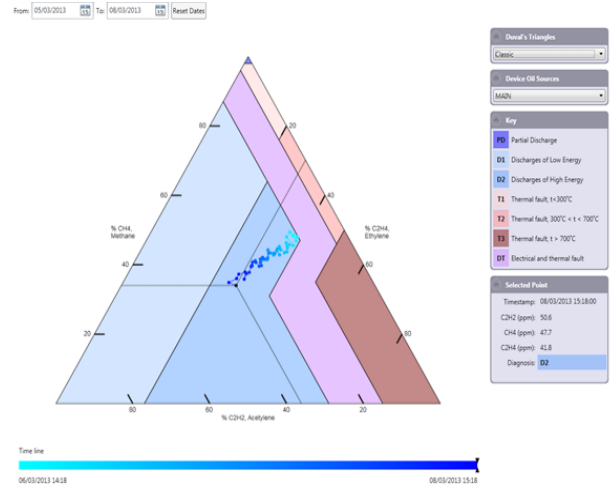 From: 05/03/2013 15 To: 08/03/2013 15 Reset Dates
Duval's Triangles
Classic
Device Oil Sources
MAIN
Key
PD Partial Discharge
D1 Discharges of Low Energy
D2 Discharges of High Energy
T1 Thermal fault, t<300°C
T2 Thermal fault, 300°C < t < 700°C
T3 Thermal fault, t > 700°C
DT Electrical and thermal fault
Selected Point
Timestamp: 08/03/2013 15:18:00
C2H2 (ppm): 50.6
CH4 (ppm): 47.7
C2H4 (ppm): 41.8
Diagnosis: D2
80
20
60
40
% CH4,
Methane
% C2H4,
Ethylene
40
60
20
80
80
60
40
20
% C2H2, Acetylene
Time line
06/03/2013 14:18
08/03/2013 15:18